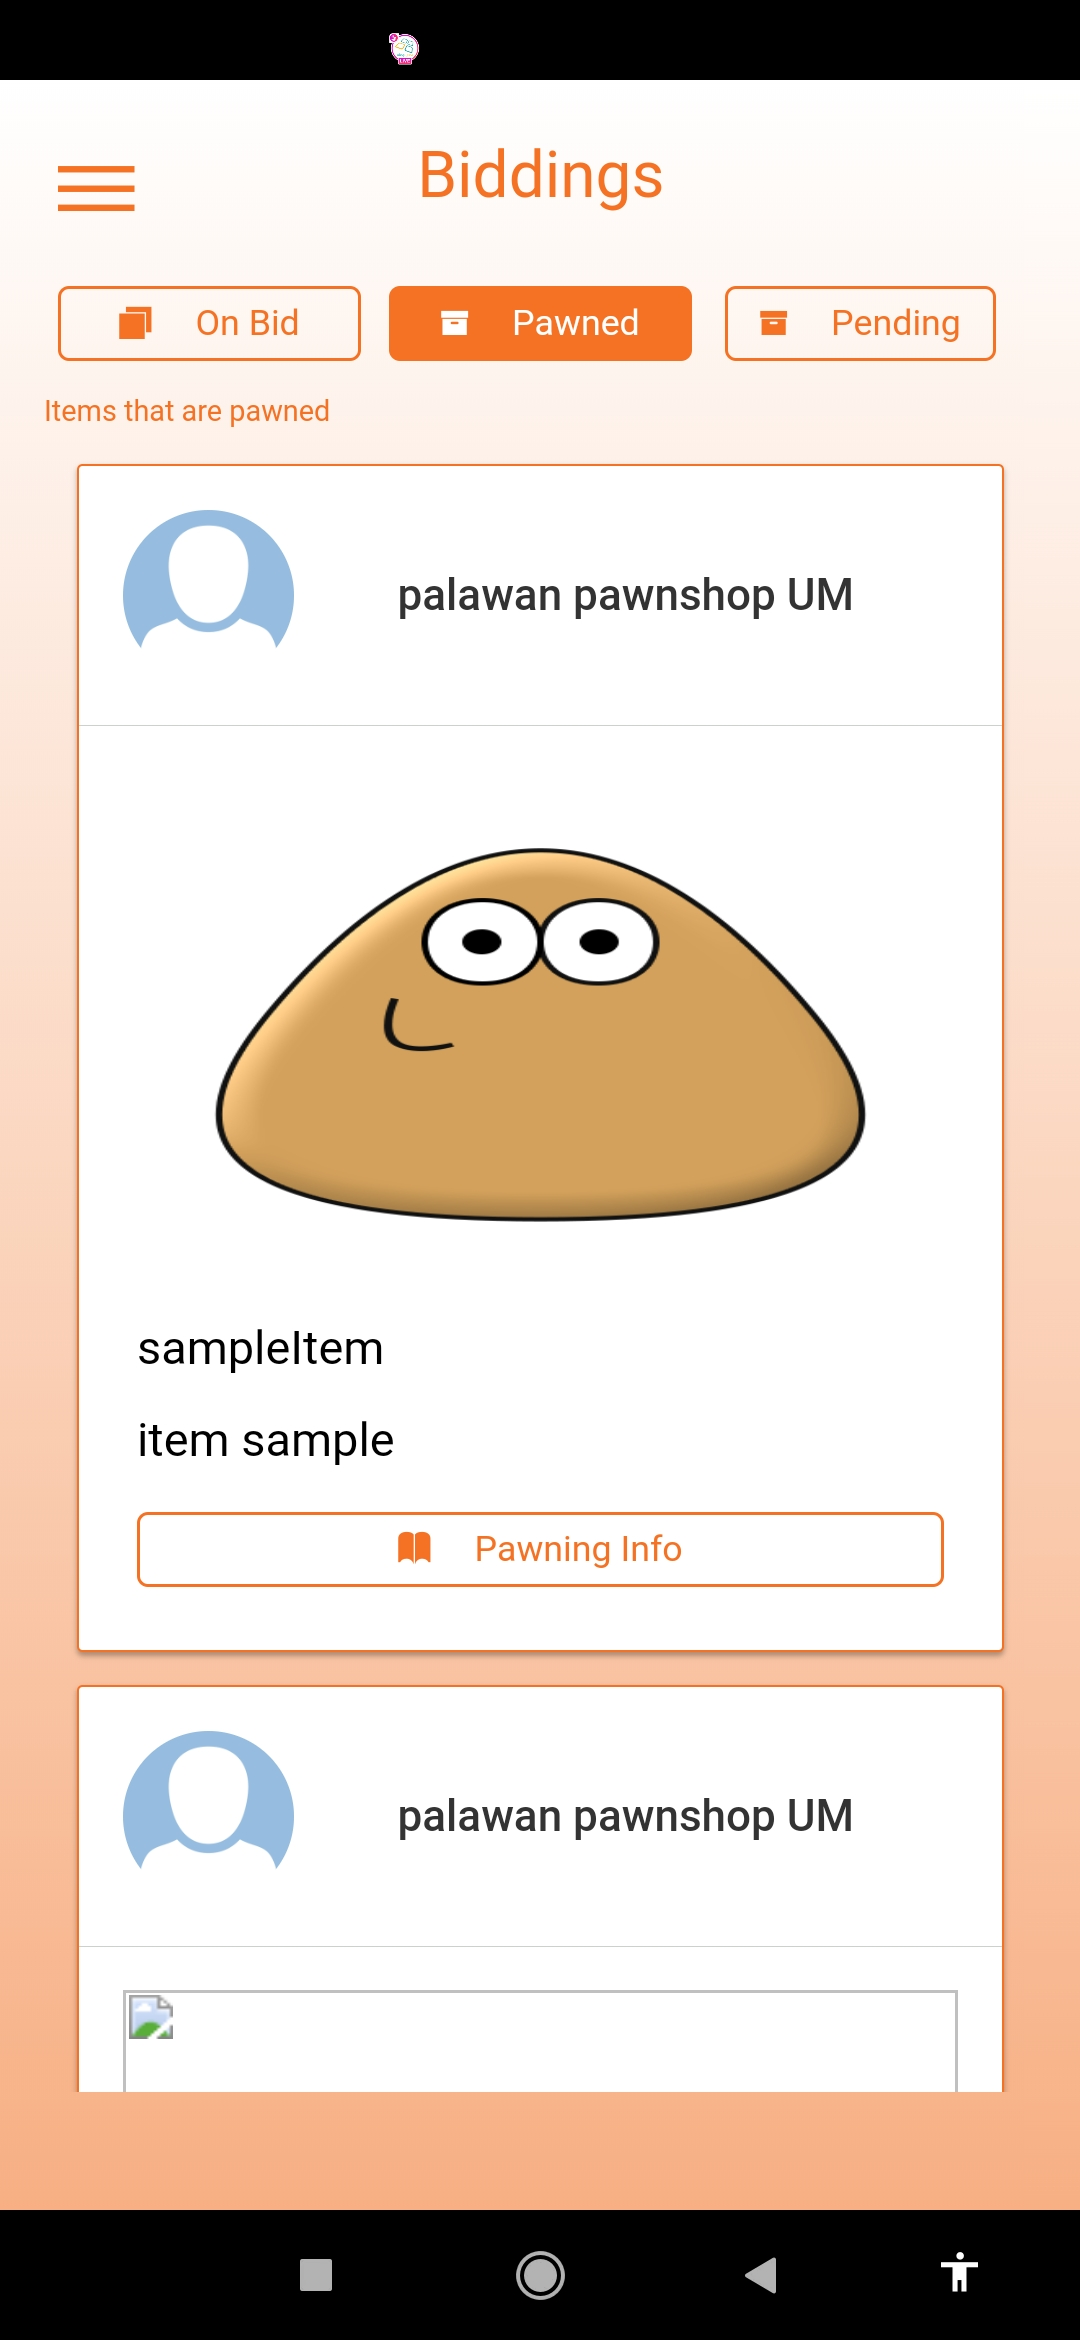 Biddings
On Bid
Pawned
Pending
Items that are pawned
palawan pawnshop UM
sampleItem
item sample
Pawning Info
palawan pawnshop UM